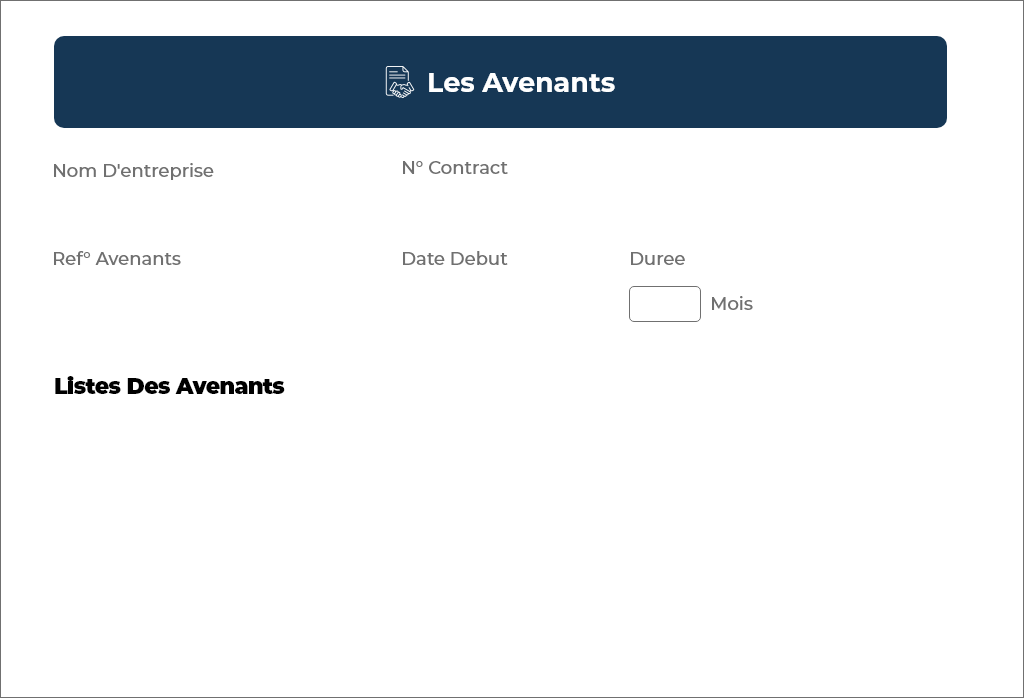 Les Avenants
Nom D'entreprise
N° Contract
Ref° Avenants
Date Debut
Duree
Mois
Listes Des Avenants